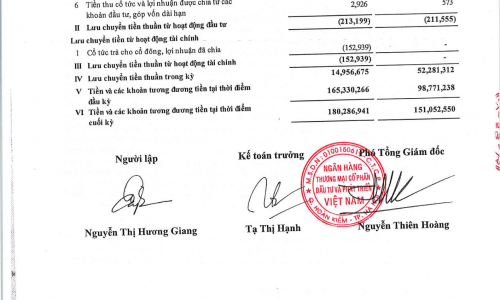 6 Tiền thu cổ tức và lợi nhuận được chia từ các khoản đầu tư, góp vốn dài hạn 2,926 573
II Lưu chuyển tiền thuần từ hoạt động đầu tư (213,199) (211,555)
Lưu chuyển tiền từ hoạt động tài chính
1 Cổ tức trả cho cổ đông, lợi nhuận đã chia (152,939) -
III Lưu chuyển tiền thuần từ hoạt động tài chính (152,939) -
IV Lưu chuyển tiền thuần trong kỳ 14,956,675 52,281,312
V Tiền và các khoản tương đương tiền tại thời điểm đầu kỳ 165,330,266 98,771,238
VI Tiền và các khoản tương đương tiền tại thời điểm cuối kỳ 180,286,941 151,052,550
Người lập Kế toán trưởng Phó Tổng Giám đốc
NGÂN HÀNG
THƯƠNG MẠI CỔ PHẦN
ĐẦU TƯ VÀ PHÁT TRIỂN
VIỆT NAM
Nguyễn Thị Hương Giang Tạ Thị Hạnh Nguyễn Thiên Hoàng